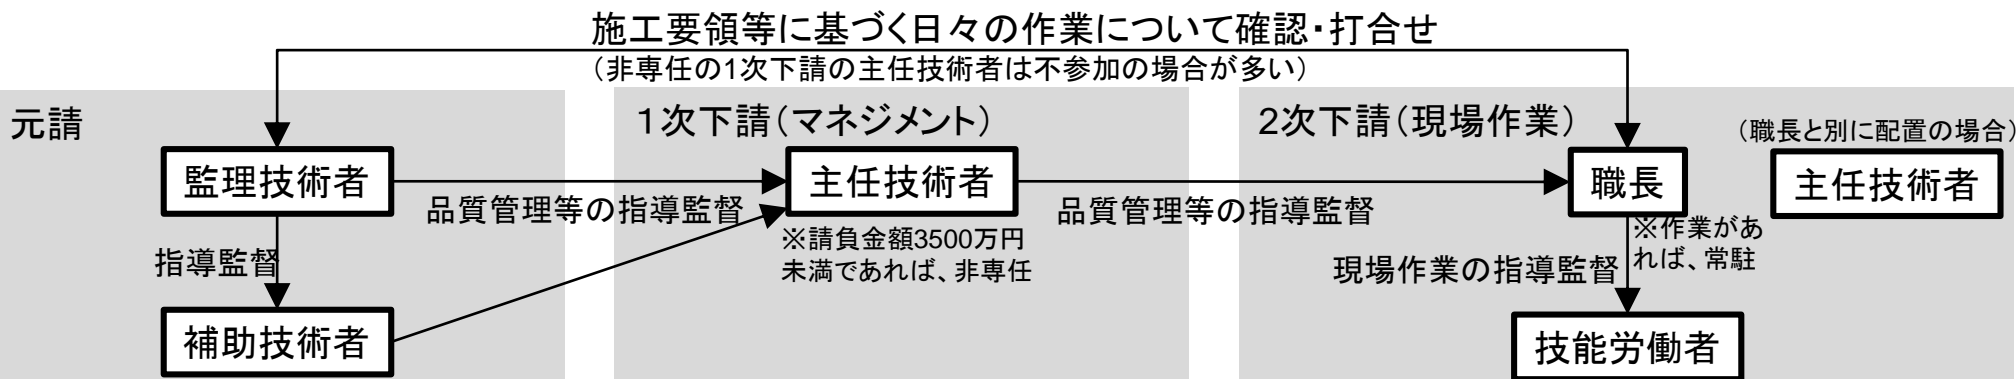 施工要領等に基づく日々の作業について確認・打合せ
（非専任の1次下請の主任技術者は不参加の場合が多い）
元請
1次下請（マネジメント）
2次下請（現場作業）
（職長と別に配置の場合）
監理技術者
主任技術者
職長
主任技術者
品質管理等の指導監督
品質管理等の指導監督
※請負金額3500万円
未満であれば、非専任
※作業があ
れば、常駐
指導監督
現場作業の指導監督
補助技術者
技能労働者